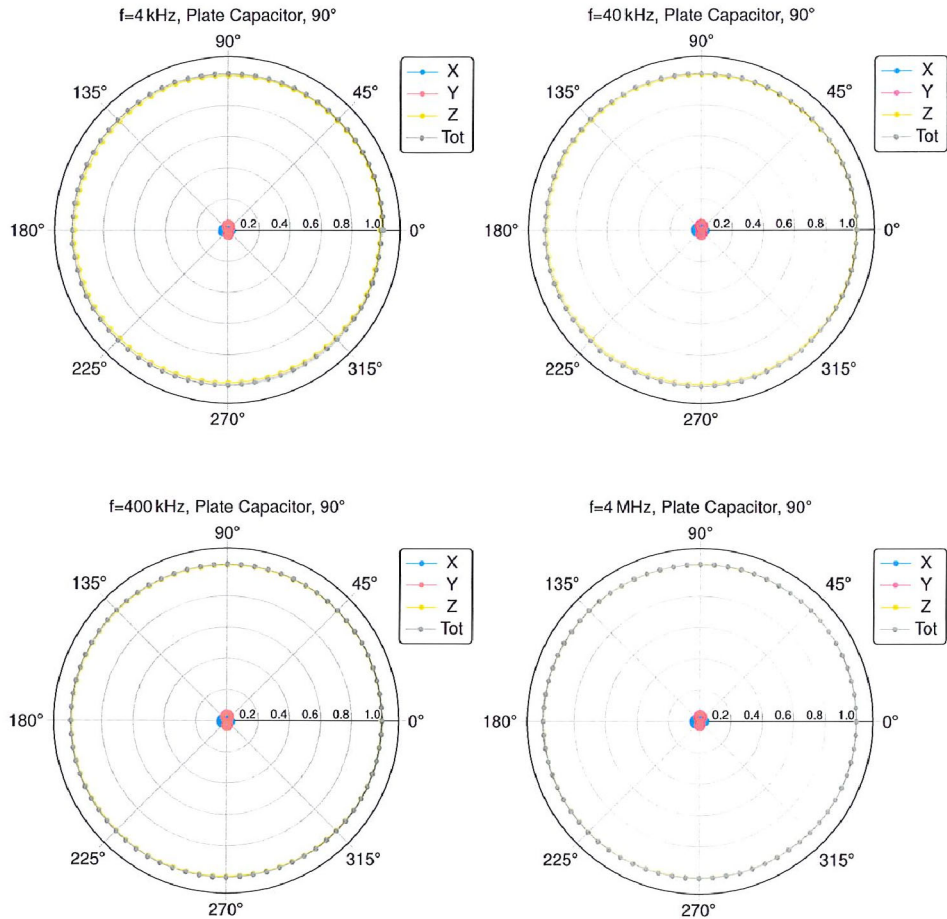 f=4 kHz, Plate Capacitor, 90°
90°
135°
45°
180°
0.2 0.4 0.6 0.8 1.0
0°
225°
315°
270°
X
Y
Z
Tot
f=40 kHz, Plate Capacitor, 90°
90°
135°
45°
180°
0.2 0.4 0.6 0.8 1.0
0°
225°
315°
270°
X
Y
Z
Tot
f=400 kHz, Plate Capacitor, 90°
90°
135°
45°
180°
0.2 0.4 0.6 0.8 1.0
0°
225°
315°
270°
X
Y
Z
Tot
f=4 MHz, Plate Capacitor, 90°
90°
135°
45°
180°
0.2 0.4 0.6 0.8 1.0
0°
225°
315°
270°
X
Y
Z
Tot